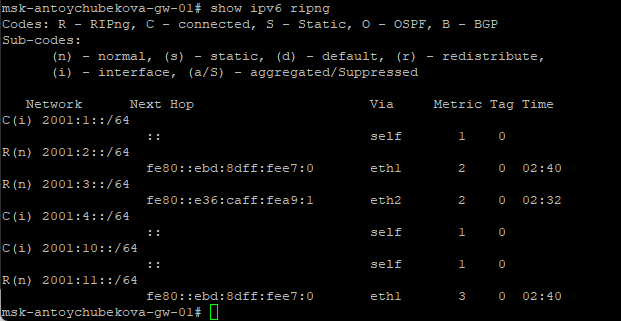 msk-antoychubekova-gw-01# show ipv6 ripng
Codes: R - RIPng, C - connected, S - Static, O - OSPF, B - BGP
Sub-codes:
      (n) - normal, (s) - static, (d) - default, (r) - redistribute,
      (i) - interface, (a/S) - aggregated/Suppressed

   Network      Next Hop                      Via     Metric Tag Time
C(i) 2001:1::/64
                  ::                          self       1    0
R(n) 2001:2::/64
                  fe80::ebd:8dff:fee7:0       eth1       2    0  02:40
R(n) 2001:3::/64
                  fe80::e36:caff:fea9:1       eth2       2    0  02:32
C(i) 2001:4::/64
                  ::                          self       1    0
C(i) 2001:10::/64
                  ::                          self       1    0
R(n) 2001:11::/64
                  fe80::ebd:8dff:fee7:0       eth1       3    0  02:40
msk-antoychubekova-gw-01#